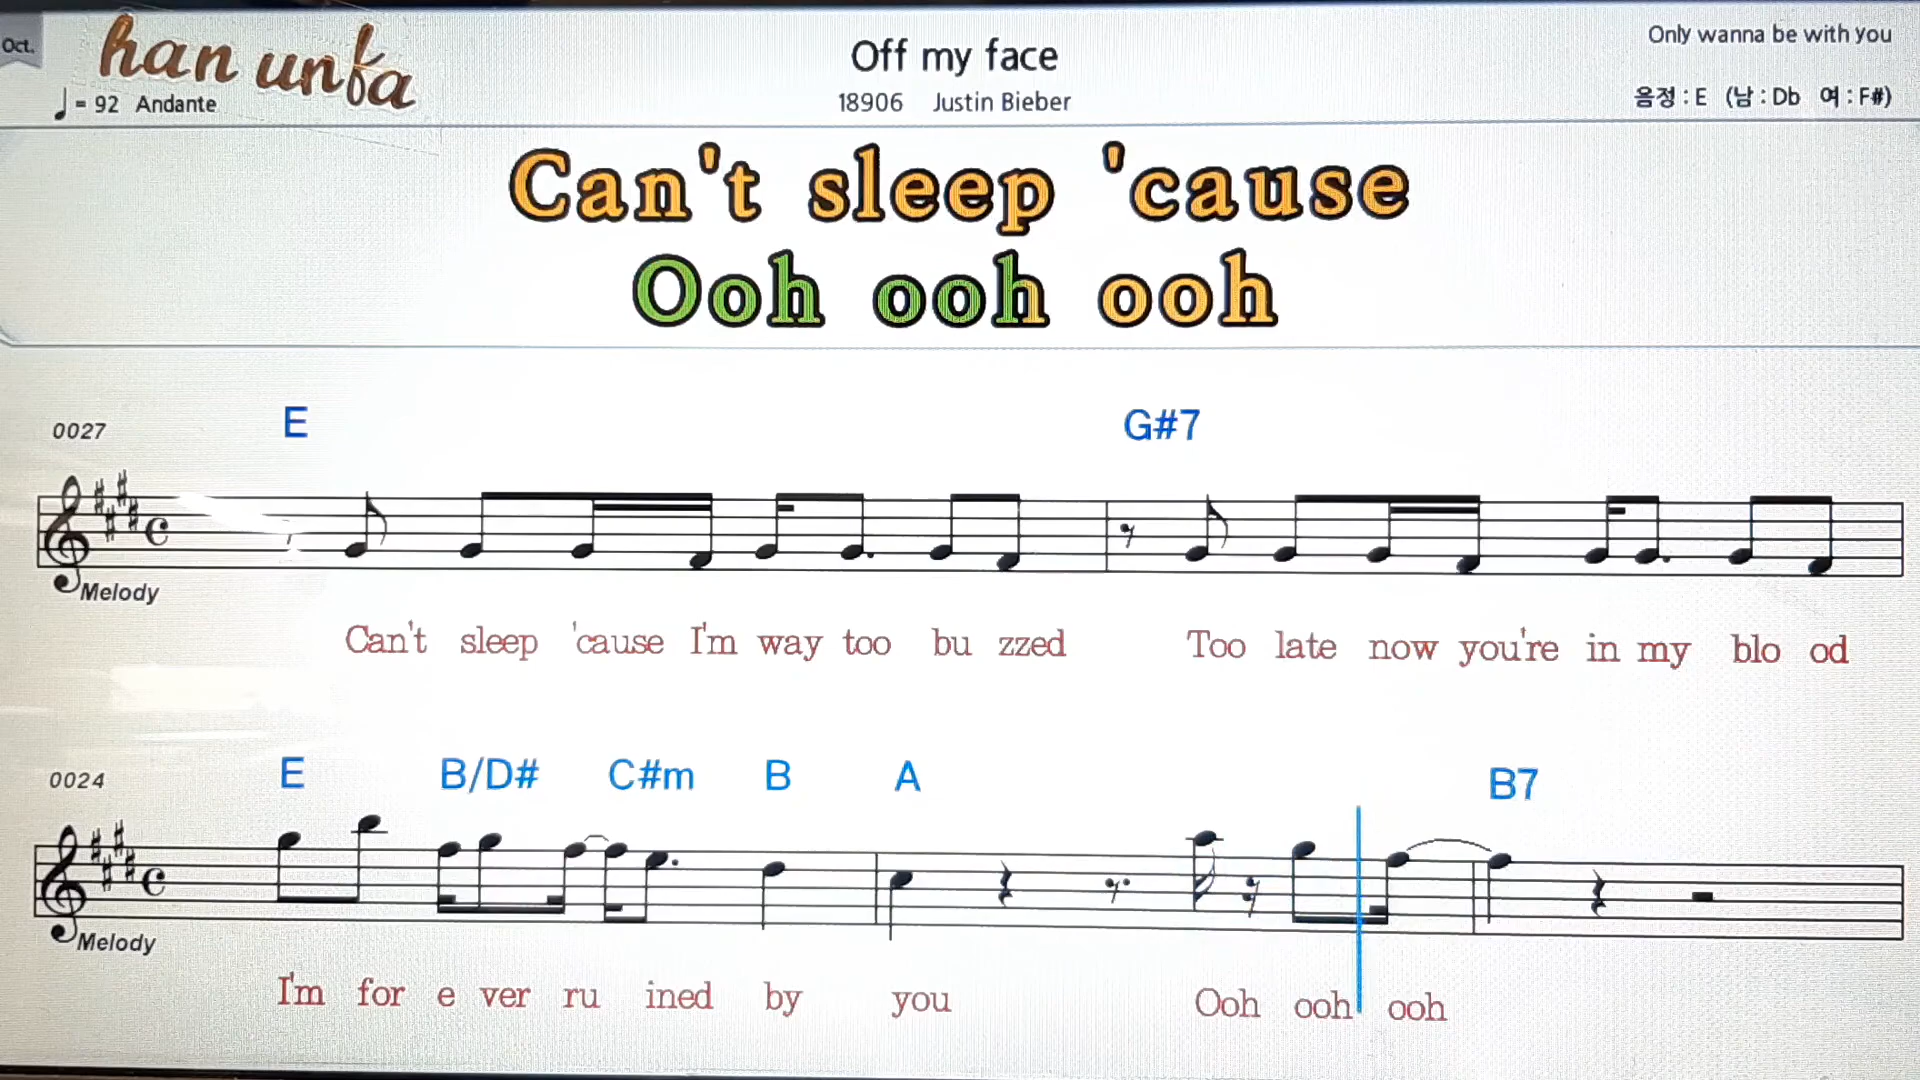 Oct.
han unfa
= 92 Andante
Off my face
18906 Justin Bieber
Only wanna be with you
음정 : E (남 : Db 여 : F#)
Can't sleep 'cause
Ooh ooh ooh
0027
E G#7
Melody
Can't sleep 'cause I'm way too bu zzed Too late now you're in my blo od
0024
E B/D# C#m B A B7
Melody
I'm for e ver ru ined by you Ooh ooh ooh